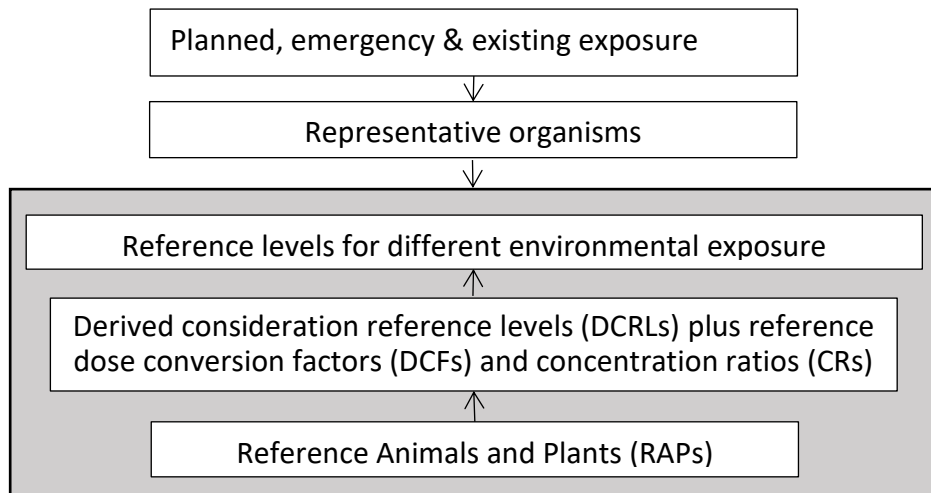 Planned, emergency & existing exposure
Representative organisms
Reference levels for different environmental exposure
Derived consideration reference levels (DCRLs) plus reference
dose conversion factors (DCFs) and concentration ratios (CRs)
Reference Animals and Plants (RAPs)